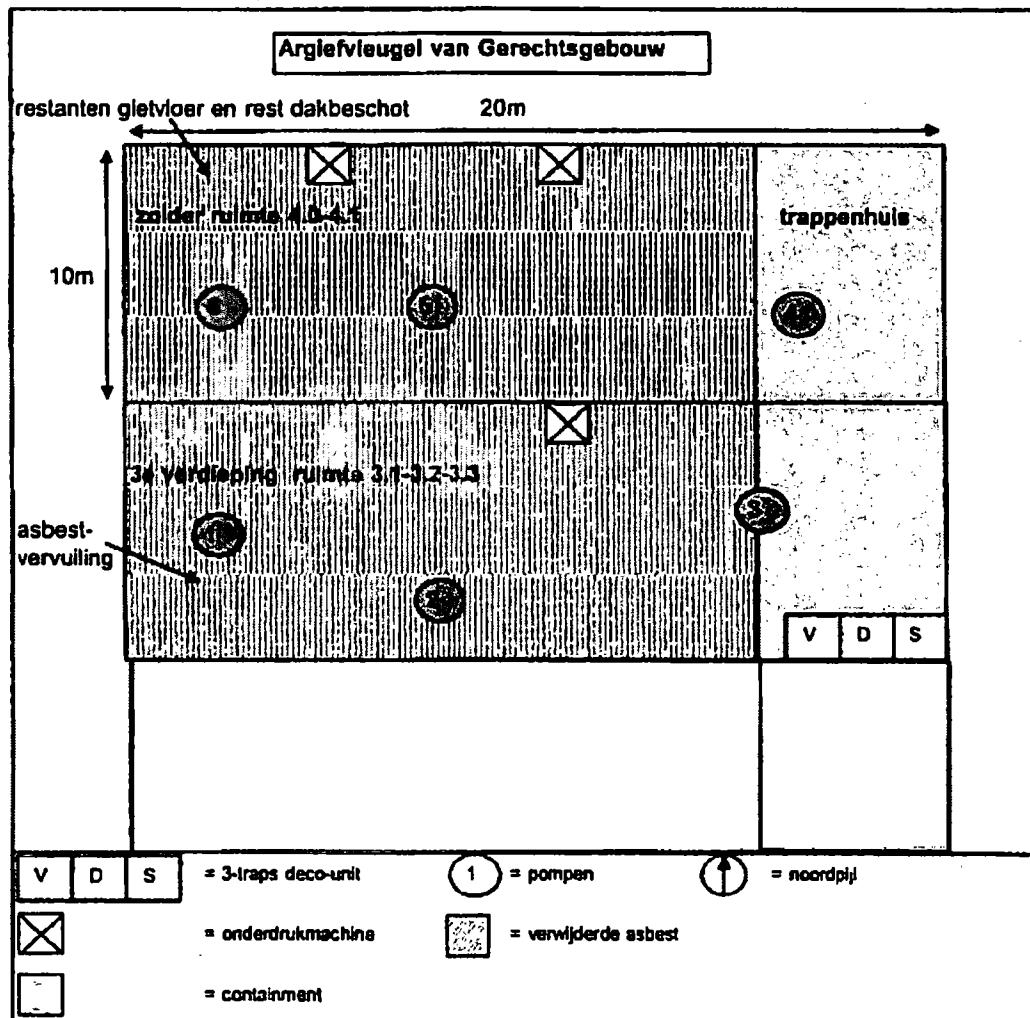 Argiefvleugel van Gerechtsgebouw
restanten gietvloer en rest dakbeschot 20m
zolder ruimte 4.0-4.1
trappenhuis
10m
3e verdieping ruimte 3.1-3.2-3.3
asbest-
vervuiling
V D S
V D S = 3-traps deco-unit 1 = pompen = noordpijl
= onderdrukmachine = verwijderde asbest
= containment